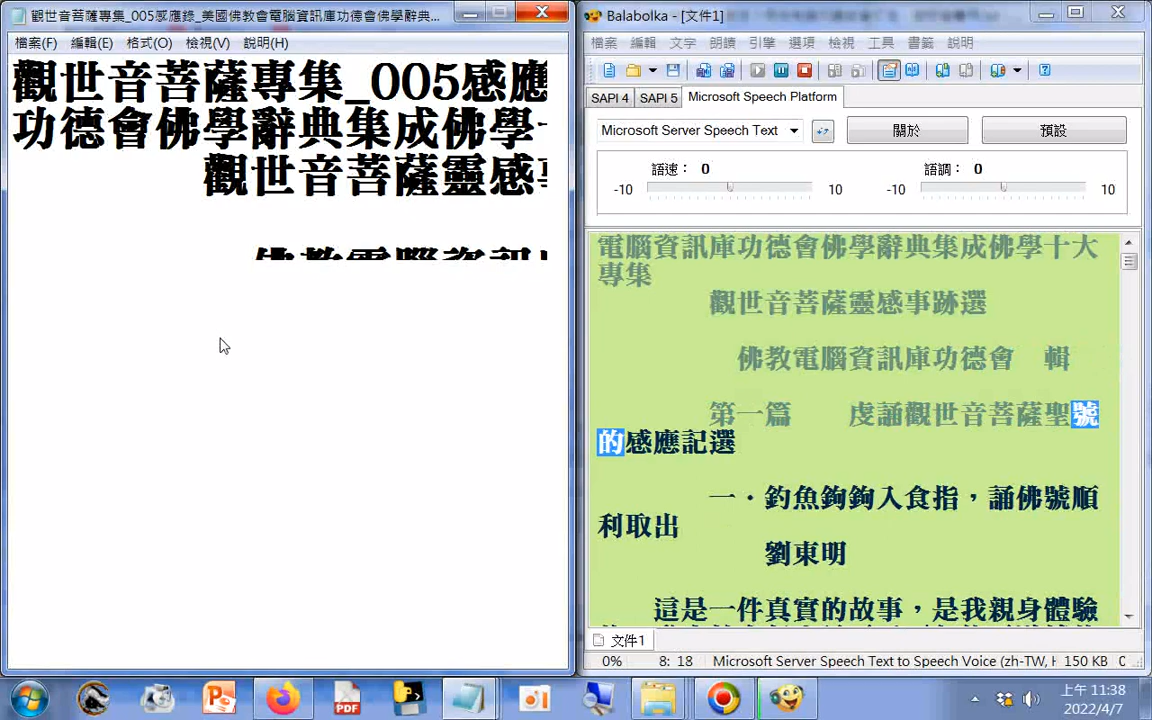 觀世音菩薩專集_005感應錄_美國佛教會電腦資訊庫功德會佛學辭典...
檔案(F) 編輯(E) 格式(O) 檢視(V) 說明(H)
觀世音菩薩專集_005感應
功德會佛學辭典集成佛學
觀世音菩薩靈感事
佛教電腦資訊庫
Balabolka - [文件1]
檔案 編輯 文字 朗讀 引擎 選項 檢視 工具 書籤 說明
SAPI 4 SAPI 5 Microsoft Speech Platform
Microsoft Server Speech Text 關於 預設
語速： 0 語調： 0
-10 10 -10 10
電腦資訊庫功德會佛學辭典集成佛學十大
專集
觀世音菩薩靈感事跡選
佛教電腦資訊庫功德會 輯
第一篇 虔誦觀世音菩薩聖號
的感應記選
一．釣魚鉤鉤入食指，誦佛號順
利取出
劉東明
這是一件真實的故事，是我親身體驗
文件1
0% 8: 18 Microsoft Server Speech Text to Speech Voice (zh-TW, H 150 KB
PDF
上午 11:38
2022/4/7